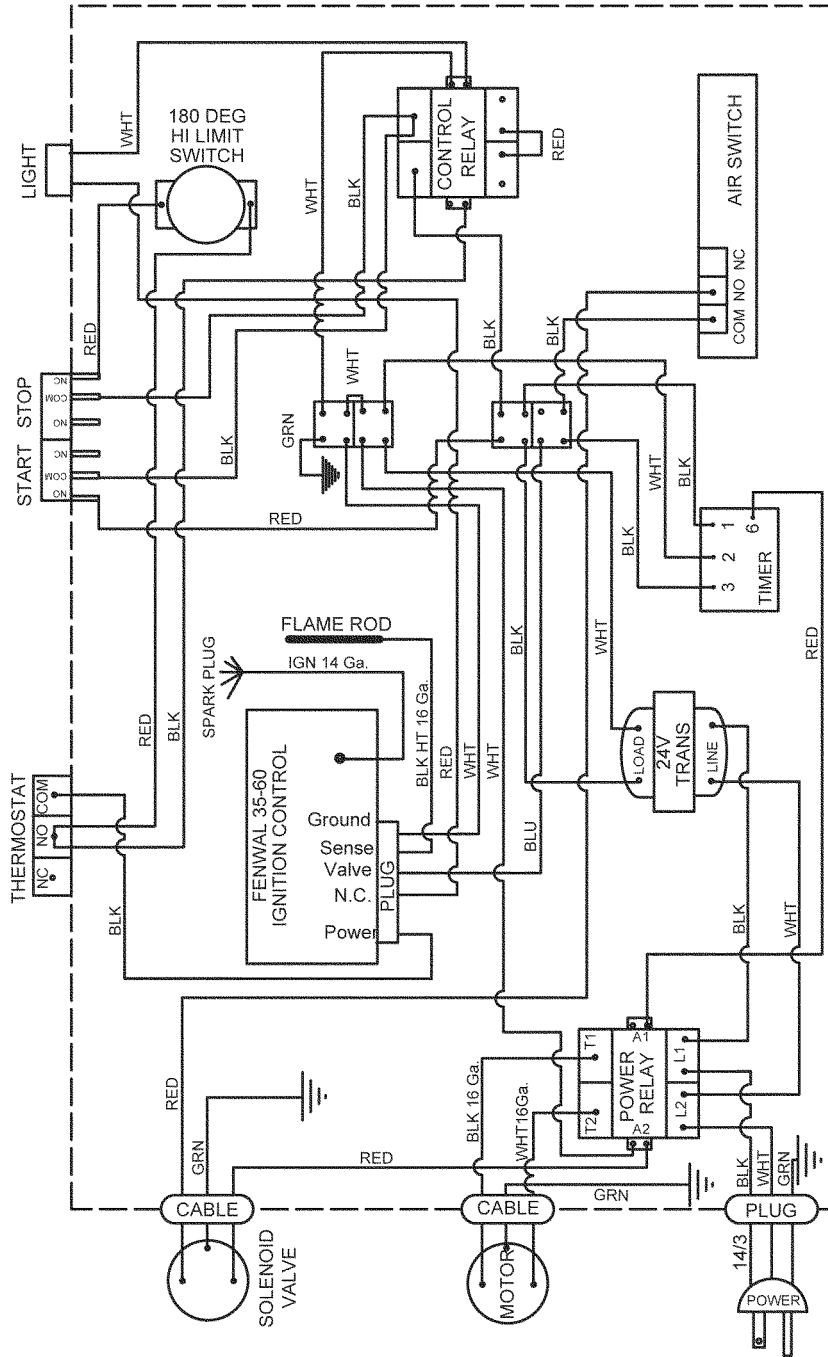 LIGHT
WHT
180 DEG
HI LIMIT
SWITCH
WHT
BLK
CONTROL
RELAY
RED
AIR SWITCH
COM NO NC
RED
START STOP
NO COM NC NO COM NC
BLK
GRN
WHT
BLK
BLK
RED
WHT
BLK
BLK
1 2 3 6
TIMER
RED
FLAME ROD
SPARK PLUG
IGN 14 Ga.
BLK HT 16 Ga.
RED
WHT
WHT
BLK
WHT
RED
BLK
THERMOSTAT
NC NO COM
BLK
FENWAL 35-60
IGNITION CONTROL
Ground
Sense
Valve
N.C.
Power
PLUG
BLU
LOAD
24V
TRANS
LINE
BLK
WHT
RED
GRN
RED
BLK 16 Ga.
WHT16Ga.
T1
T2
A1
POWER
RELAY
A2
L1
L2
GRN
BLK
WHT
GRN
CABLE
CABLE
PLUG
SOLENOID
VALVE
MOTOR
14/3
POWER